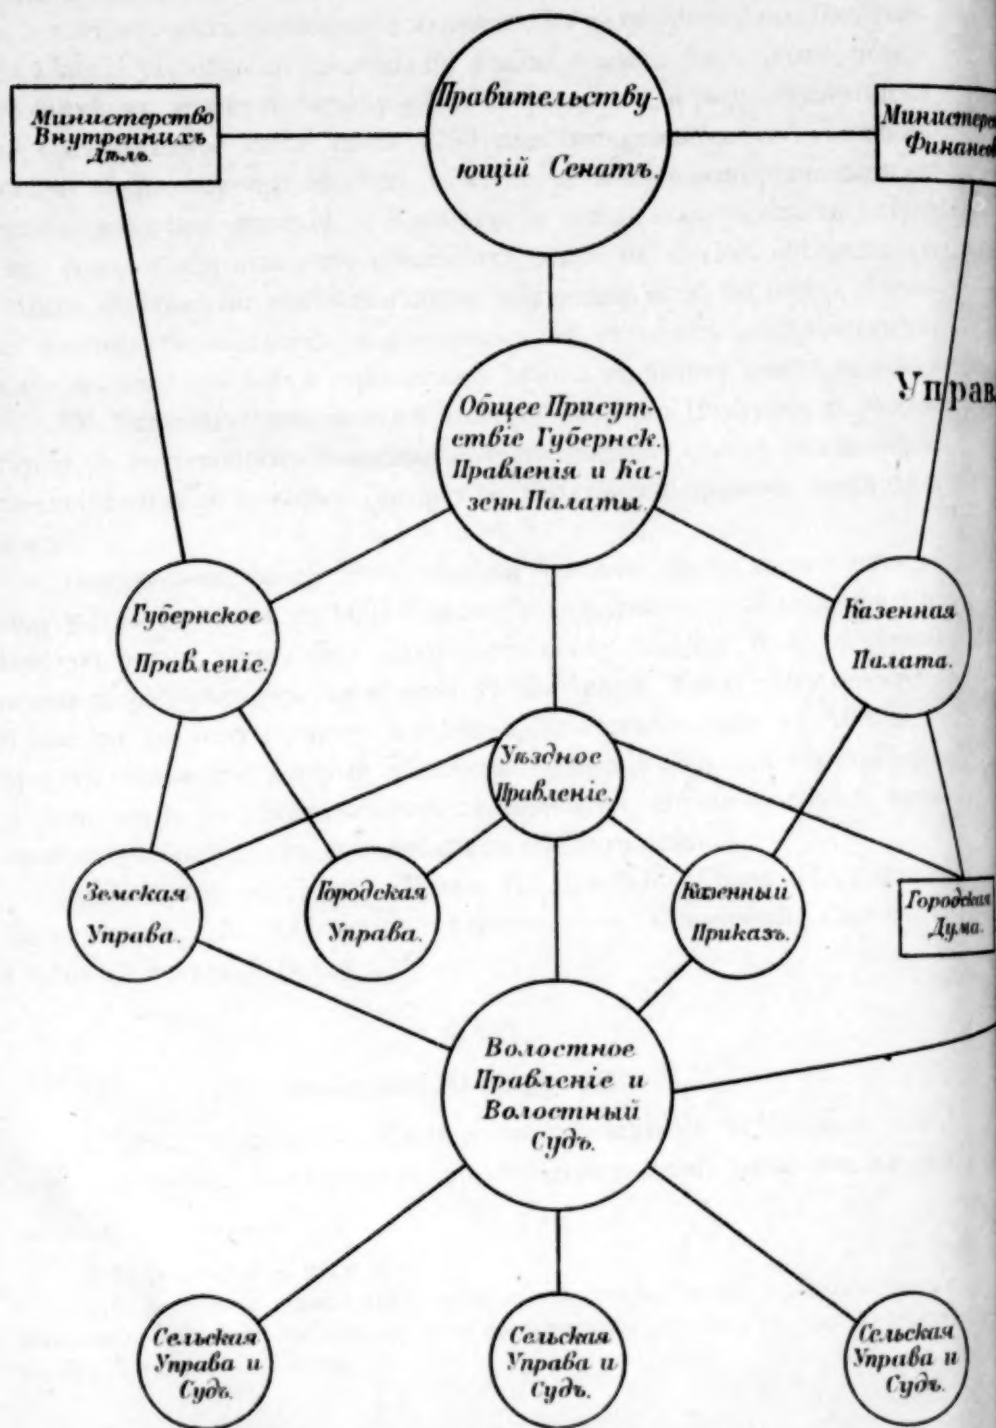 Министерство
Внутреннихъ
Дѣлъ.
Правительству-
ющій Сенатъ.
Управ
Общее Присут-
ствіе Губернск.
Правленія и Ка-
зенн Палаты.
Губернское
Правленіе.
Казенная
Палата.
Уѣздное
Правленіе.
Земская
Управа.
Городская
Управа.
Казенный
Приказъ.
Городская
Дума.
Волостное
Правленіе и
Волостный
Судъ.
Сельская
Управа и
Судъ.
Сельская
Управа и
Судъ.
Сельская
Управа и
Судъ.